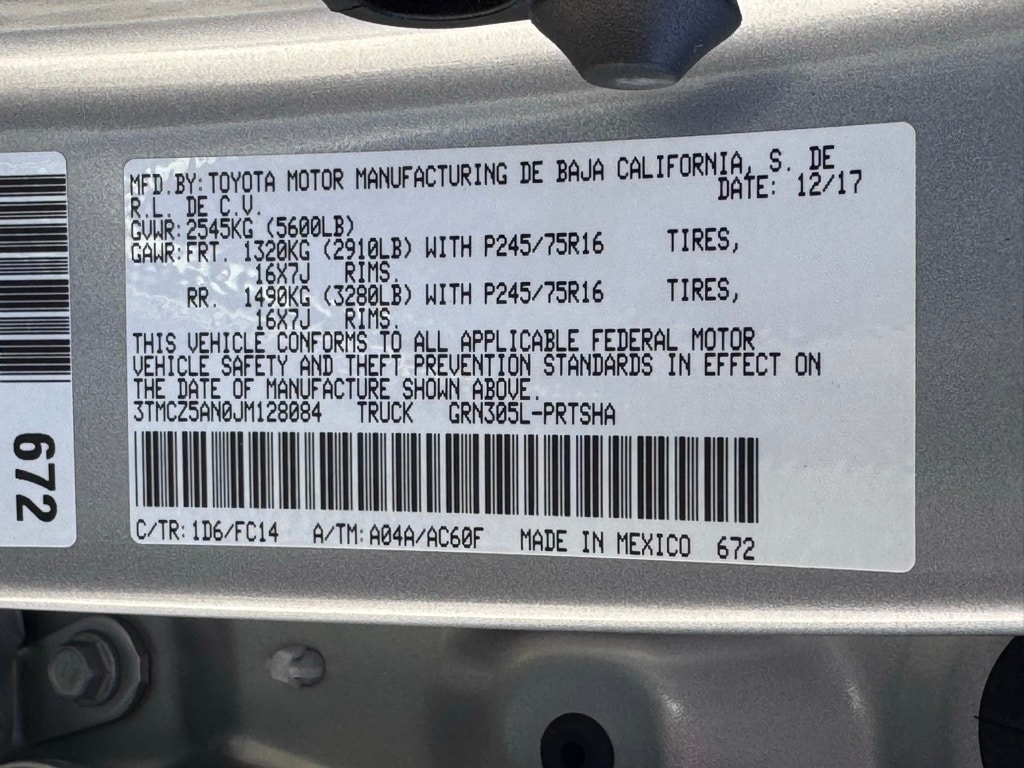 MFD.BY:TOYOTA MOTOR MANUFACTURING DE BAJA CALIFORNIA, S. DE
R.L. DE C.V. DATE: 12/17
GVWR:2545KG (5600LB)
GAWR:FRT. 1320KG (2910LB) WITH P245/75R16 TIRES,
16X7J RIMS.
RR. 1490KG (3280LB) WITH P245/75R16 TIRES,
16X7J RIMS.
THIS VEHICLE CONFORMS TO ALL APPLICABLE FEDERAL MOTOR
VEHICLE SAFETY AND THEFT PREVENTION STANDARDS IN EFFECT ON
THE DATE OF MANUFACTURE SHOWN ABOVE.
3TMCZ5AN0JM128084 TRUCK GRN305L-PRTSHA
C/TR:1D6/FC14 A/TM:A04A/AC60F MADE IN MEXICO 672
672